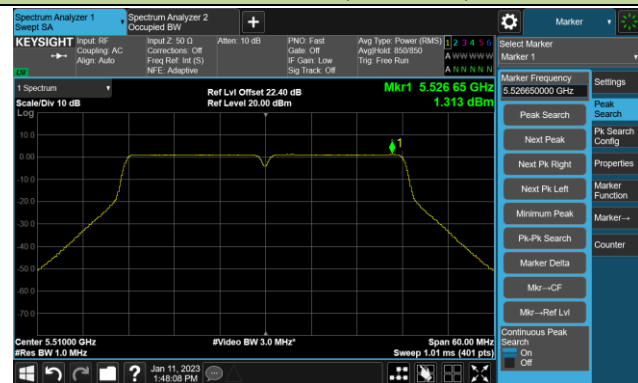 Spectrum Analyzer 1
Swept SA
Spectrum Analyzer 2
Occupied BW
+
Marker
KEYSIGHT
Input: RF
Coupling: AC
Align: Auto
Input Z: 50 Ω
Corrections: Off
Freq Ref: Int (S)
NFE: Adaptive
Atten: 10 dB
PNO: Fast
Gate: Off
IF Gain: Low
Sig Track: Off
Avg Type: Power (RMS)
Avg|Hold: 850/850
Trig: Free Run
1 2 3 4 5 6
A W W W W W
A N N N N N
Select Marker
Marker 1
1 Spectrum
Scale/Div 10 dB
Log
Ref Lvl Offset 22.40 dB
Ref Level 20.00 dBm
Mkr1 5.526 65 GHz
1.313 dBm
1
10.0
0.00
-10.0
-20.0
-30.0
-40.0
-50.0
-60.0
-70.0
Center 5.51000 GHz
#Res BW 1.0 MHz
#Video BW 3.0 MHz*
Span 60.00 MHz
Sweep 1.01 ms (401 pts)
Marker Frequency
5.526650000 GHz
Peak Search
Next Peak
Next Pk Right
Next Pk Left
Minimum Peak
Pk-Pk Search
Marker Delta
Mkr→CF
Mkr→Ref Lvl
Continuous Peak
Search
On
Off
Settings
Peak
Search
Pk Search
Config
Properties
Marker
Function
Marker→
Counter
?
Jan 11, 2023
1:48:08 PM